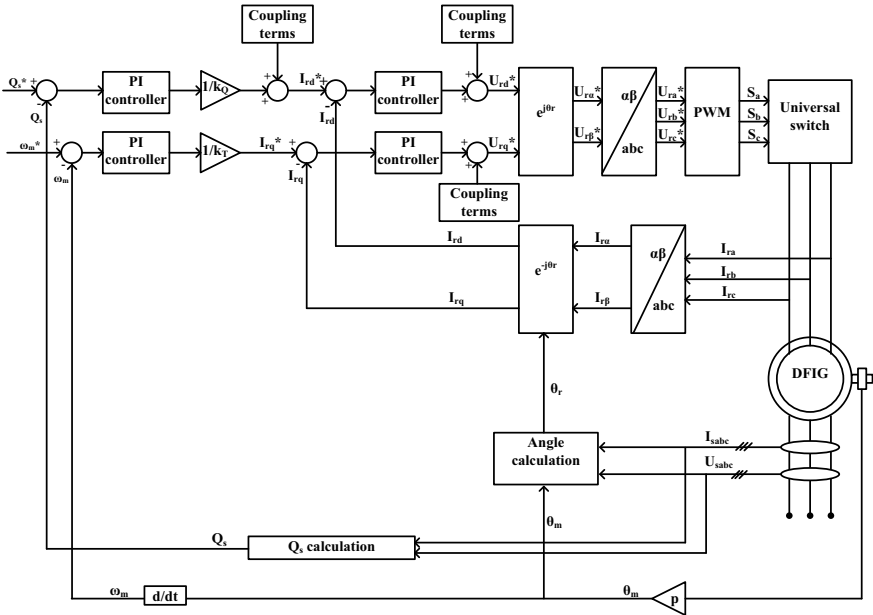 Coupling
terms
Coupling
terms
Qs* + - Qs
PI
controller
1/kQ
+ +
Ird* + - Ird
PI
controller
+ +
Urd*
ejθr
Urα*
Urβ*
αβ
abc
Ura*
Urb*
Urc*
PWM
Sa
Sb
Sc
Universal
switch
ωm* + - ωm
PI
controller
1/kT
Irq* + - Irq
PI
controller
+ +
Urq*
Coupling
terms
Ird
Irq
e-jθr
Irα
Irβ
αβ
abc
Ira
Irb
Irc
DFIG
θr
Angle
calculation
Isabc
Usabc
θm
Qs
Qs calculation
ωm
d/dt
θm
p